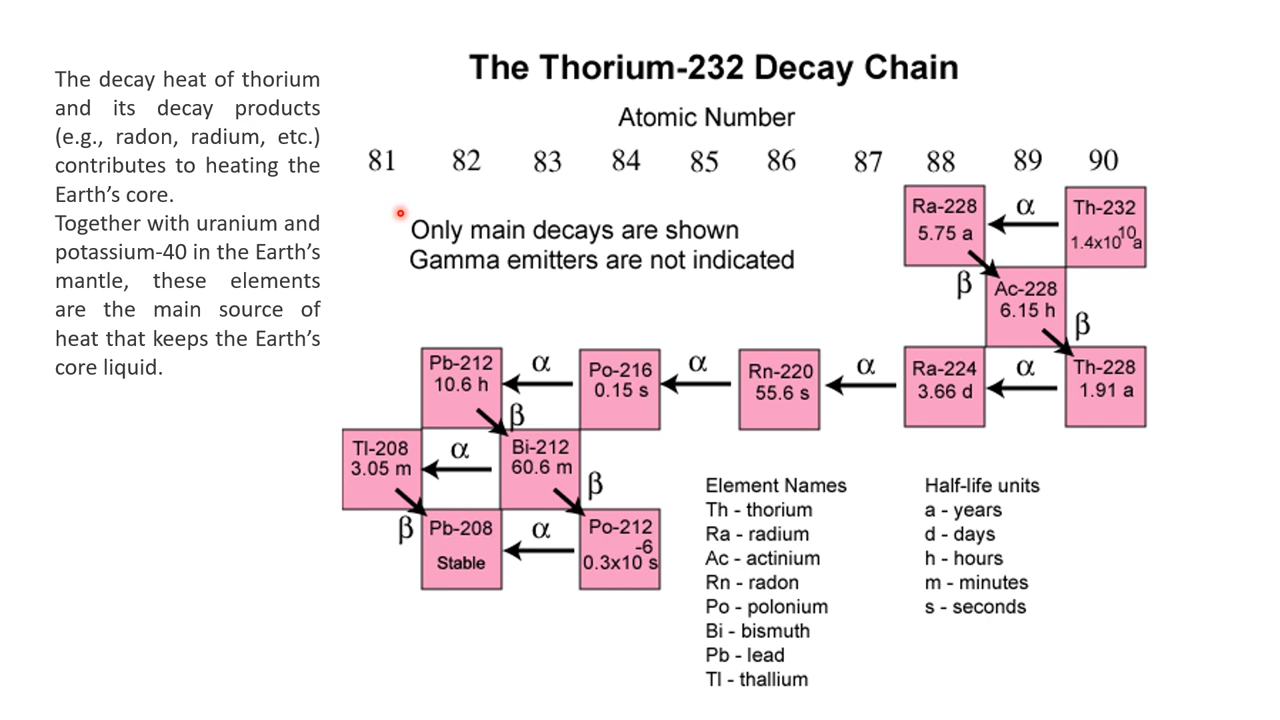 The decay heat of thorium
and its decay products
(e.g., radon, radium, etc.)
contributes to heating the
Earth’s core.
Together with uranium and
potassium-40 in the Earth’s
mantle, these elements
are the main source of
heat that keeps the Earth’s
core liquid.
The Thorium-232 Decay Chain
Atomic Number
81 82 83 84 85 86 87 88 89 90
Only main decays are shown
Gamma emitters are not indicated
Ra-228
5.75 a
α
Th-232
1.4x10¹⁰a
β
Ac-228
6.15 h
β
Pb-212
10.6 h
α
Po-216
0.15 s
α
Rn-220
55.6 s
α
Ra-224
3.66 d
α
Th-228
1.91 a
β
Tl-208
3.05 m
α
Bi-212
60.6 m
β
β
Pb-208
Stable
α
Po-212
0.3x10⁻⁶s
Element Names
Th - thorium
Ra - radium
Ac - actinium
Rn - radon
Po - polonium
Bi - bismuth
Pb - lead
Tl - thallium
Half-life units
a - years
d - days
h - hours
m - minutes
s - seconds